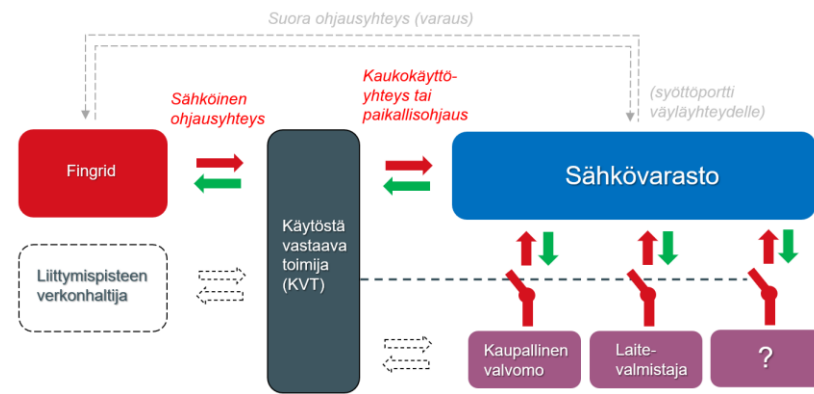 Suora ohjausyhteys (varaus)
Sähköinen
ohjausyhteys
Kaukokäyttö-
yhteys tai
paikallisohjaus
(syöttöportti
väyläyhteydelle)
Fingrid
Käytöstä
vastaava
toimija
(KVT)
Sähkövarasto
Liittymispisteen
verkonhaltija
Kaupallinen
valvomo
Laite-
valmistaja
?